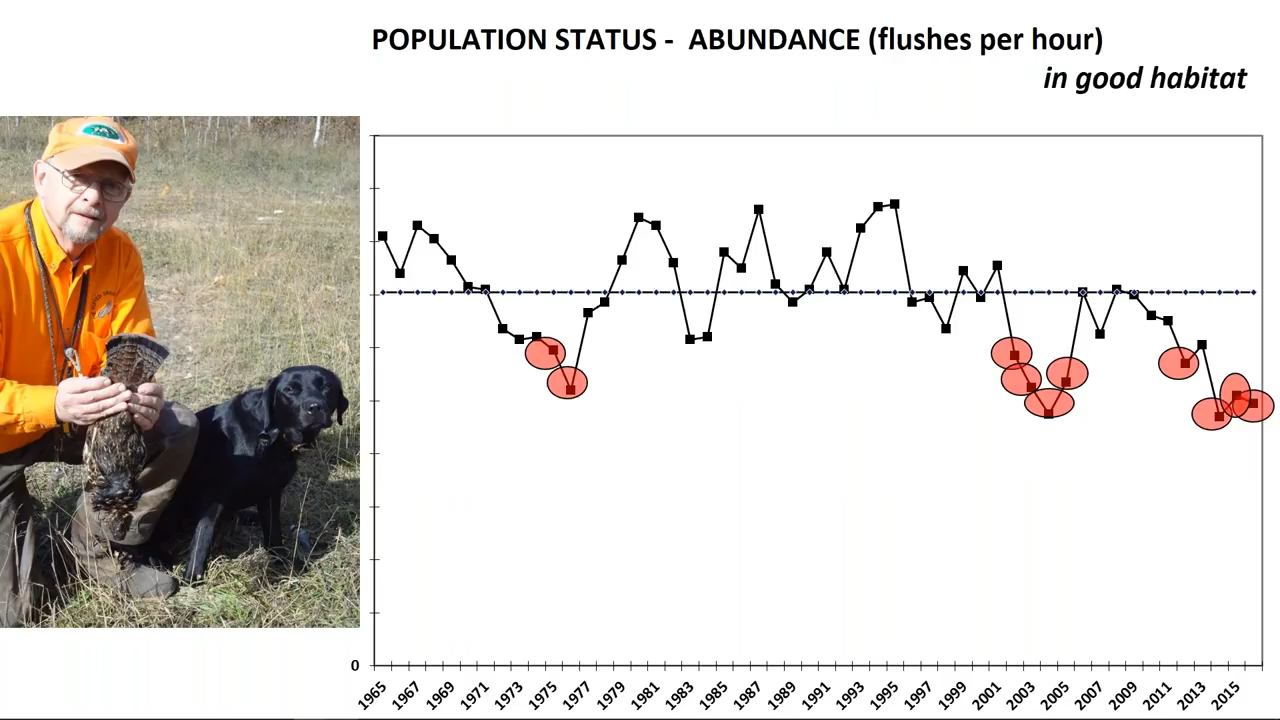 POPULATION STATUS - ABUNDANCE (flushes per hour)
in good habitat
0
1965 1967 1969 1971 1973 1975 1977 1979 1981 1983 1985 1987 1989 1991 1993 1995 1997 1999 2001 2003 2005 2007 2009 2011 2013 2015